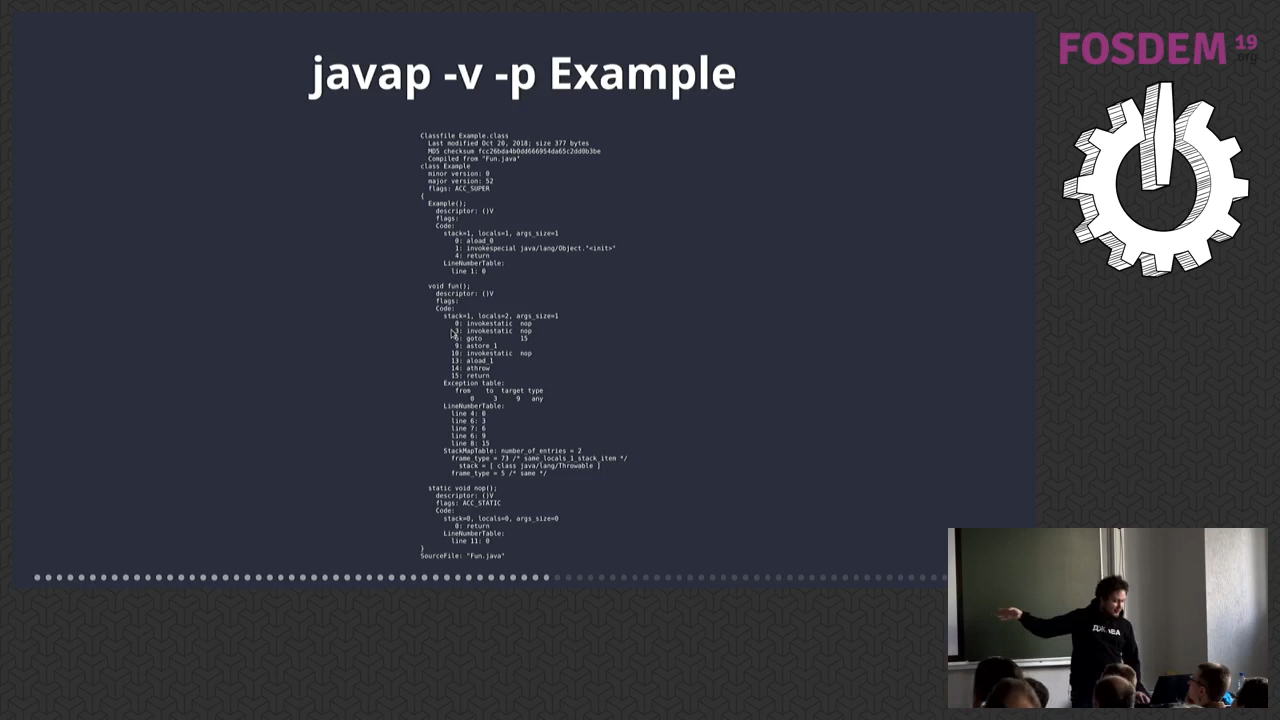 javap -v -p Example
FOSDEM 19
.org
Classfile Example.class
Last modified Oct 20, 2018; size 377 bytes
MD5 checksum fcc26bda4b0dd666954da65c2dd0b3be
Compiled from "Fun.java"
class Example
minor version: 0
major version: 52
flags: ACC_SUPER
{
Example();
descriptor: ()V
flags:
Code:
stack=1, locals=1, args_size=1
0: aload_0
1: invokespecial java/lang/Object."<init>"
4: return
LineNumberTable:
line 1: 0
void fun();
descriptor: ()V
flags:
Code:
stack=1, locals=2, args_size=1
0: invokestatic nop
3: invokestatic nop
6: goto 15
9: astore_1
10: invokestatic nop
13: aload_1
14: athrow
15: return
Exception table:
from to target type
0 3 9 any
LineNumberTable:
line 4: 0
line 6: 3
line 7: 6
line 6: 9
line 8: 15
StackMapTable: number_of_entries = 2
frame_type = 73 /* same_locals_1_stack_item */
stack = [ class java/lang/Throwable ]
frame_type = 5 /* same */
static void nop();
descriptor: ()V
flags: ACC_STATIC
Code:
stack=0, locals=0, args_size=0
0: return
LineNumberTable:
line 11: 0
}
SourceFile: "Fun.java"